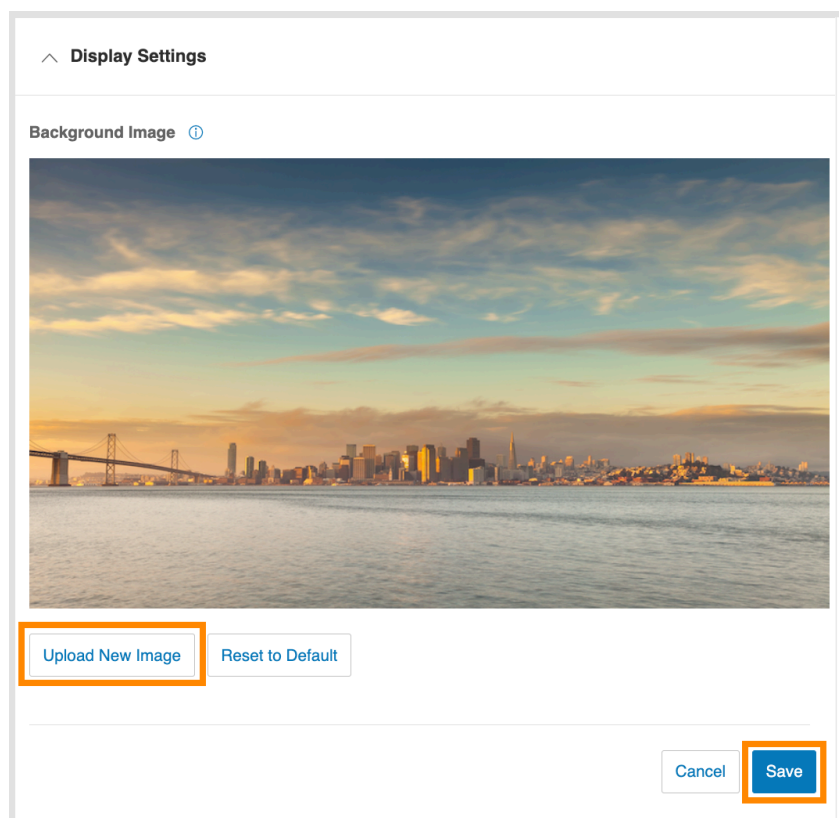 Display Settings
Background Image
Upload New Image
Reset to Default
Cancel
Save